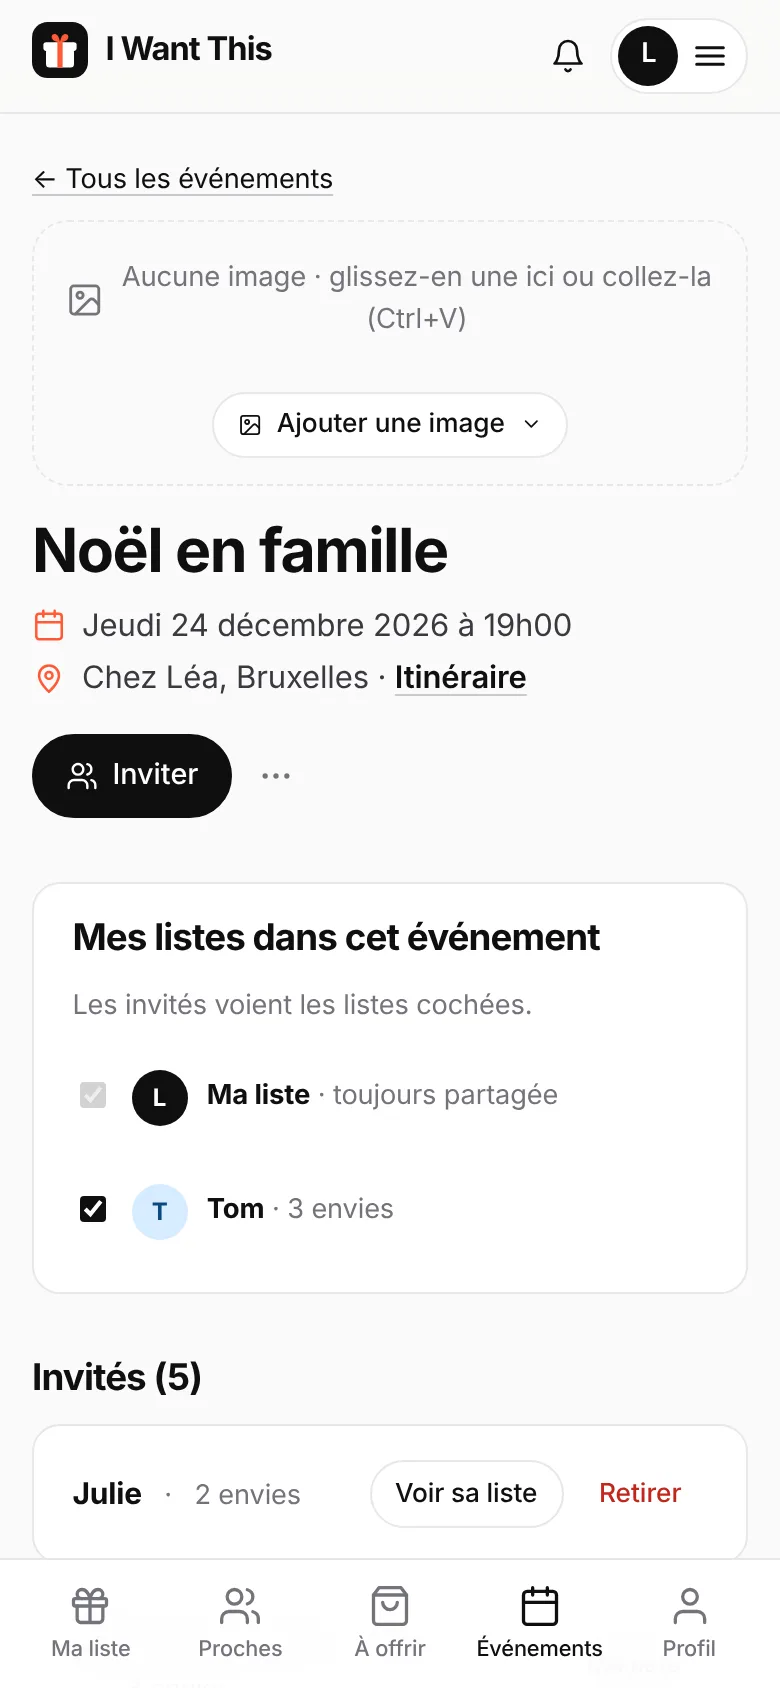 I Want This
L
← Tous les événements
Aucune image · glissez-en une ici ou collez-la
(Ctrl+V)
Ajouter une image
Noël en famille
Jeudi 24 décembre 2026 à 19h00
Chez Léa, Bruxelles · Itinéraire
Inviter
Mes listes dans cet événement
Les invités voient les listes cochées.
L Ma liste · toujours partagée
T Tom · 3 envies
Invités (5)
Julie · 2 envies Voir sa liste Retirer
Ma liste Proches À offrir Événements Profil